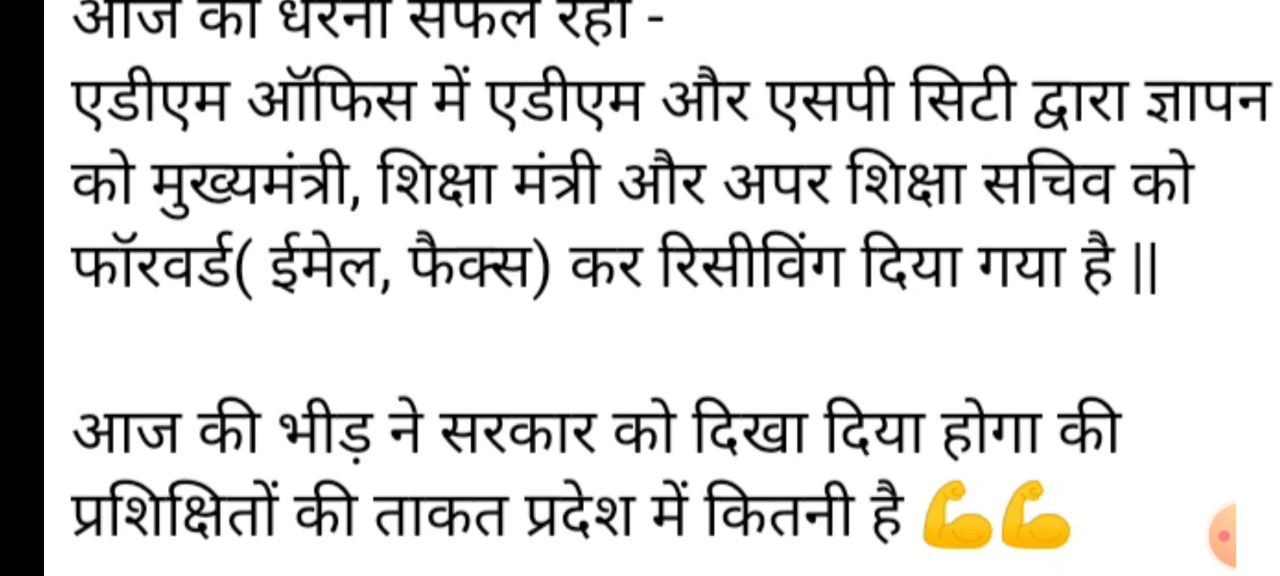 आज का धरना सफल रहा -
एडीएम ऑफिस में एडीएम और एसपी सिटी द्वारा ज्ञापन
को मुख्यमंत्री, शिक्षा मंत्री और अपर शिक्षा सचिव को
फॉरवर्ड( ईमेल, फैक्स) कर रिसीविंग दिया गया है ||
आज की भीड़ ने सरकार को दिखा दिया होगा की
प्रशिक्षितों की ताकत प्रदेश में कितनी है 💪💪